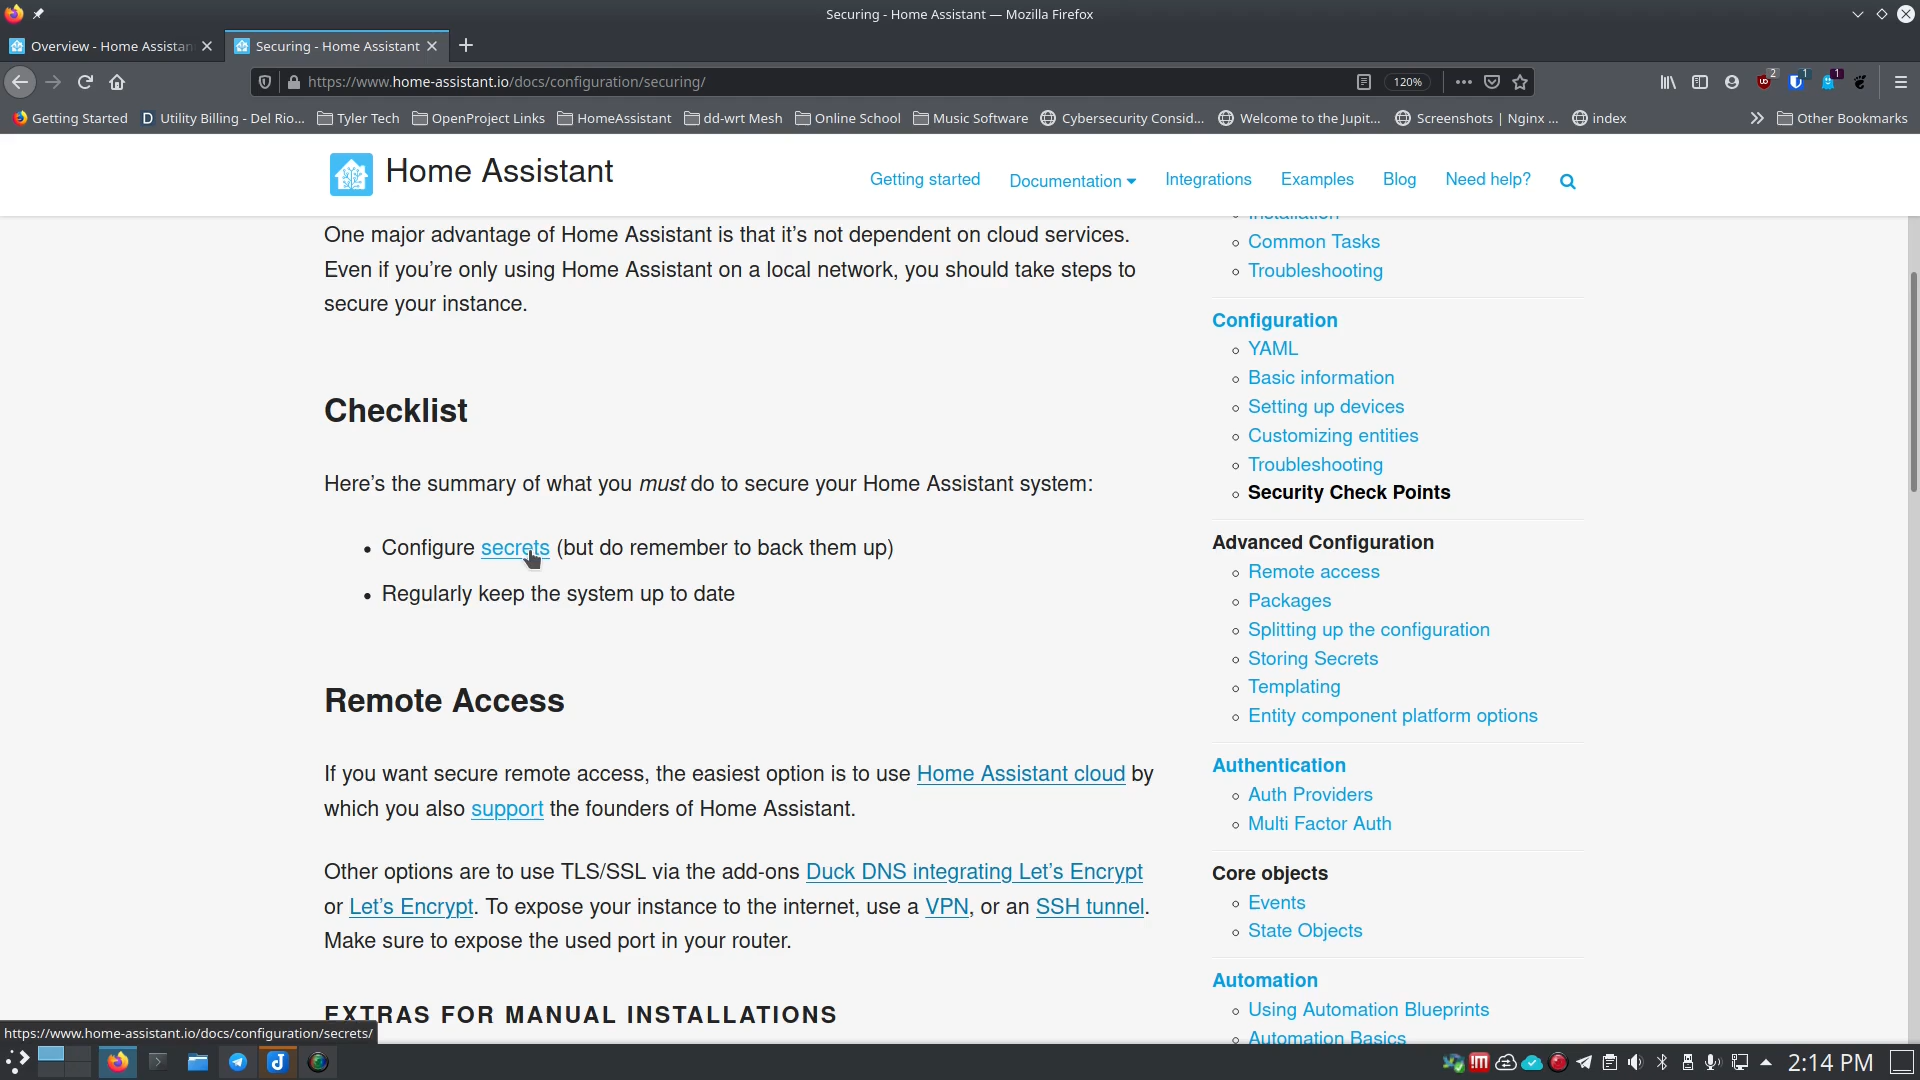 Securing - Home Assistant — Mozilla Firefox
Overview - Home Assistan
Securing - Home Assistant
https://www.home-assistant.io/docs/configuration/securing/
120%
2
1
1
Getting Started
Utility Billing - Del Rio...
Tyler Tech
OpenProject Links
HomeAssistant
dd-wrt Mesh
Online School
Music Software
Cybersecurity Consid...
Welcome to the Jupit...
Screenshots | Nginx ...
index
Other Bookmarks
Home Assistant
Getting started
Documentation
Integrations
Examples
Blog
Need help?
One major advantage of Home Assistant is that it’s not dependent on cloud services.
Even if you’re only using Home Assistant on a local network, you should take steps to
secure your instance.
Checklist
Here’s the summary of what you must do to secure your Home Assistant system:
• Configure secrets (but do remember to back them up)
• Regularly keep the system up to date
Remote Access
If you want secure remote access, the easiest option is to use Home Assistant cloud by
which you also support the founders of Home Assistant.
Other options are to use TLS/SSL via the add-ons Duck DNS integrating Let’s Encrypt
or Let’s Encrypt. To expose your instance to the internet, use a VPN, or an SSH tunnel.
Make sure to expose the used port in your router.
EXTRAS FOR MANUAL INSTALLATIONS
Installation
Common Tasks
Troubleshooting
Configuration
YAML
Basic information
Setting up devices
Customizing entities
Troubleshooting
Security Check Points
Advanced Configuration
Remote access
Packages
Splitting up the configuration
Storing Secrets
Templating
Entity component platform options
Authentication
Auth Providers
Multi Factor Auth
Core objects
Events
State Objects
Automation
Using Automation Blueprints
Automation Basics
https://www.home-assistant.io/docs/configuration/secrets/
2:14 PM